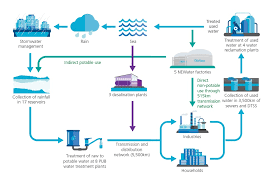 Stormwater
management
Rain
Sea
Treated
used
water
Treatment of used
water at 4 water
reclamation plants
Indirect potable use
5 NEWater factories
Collection of rainfall
in 17 reservoirs
3 desalination plants
Direct
non-potable
use through
transmission
network
Collection of used
water in 3,500km of
sewers and DTSS
Industries
Treatment of raw to
potable water at 8 PUB
water treatment plants
Transmission and
distribution
network (5,500km)
Households